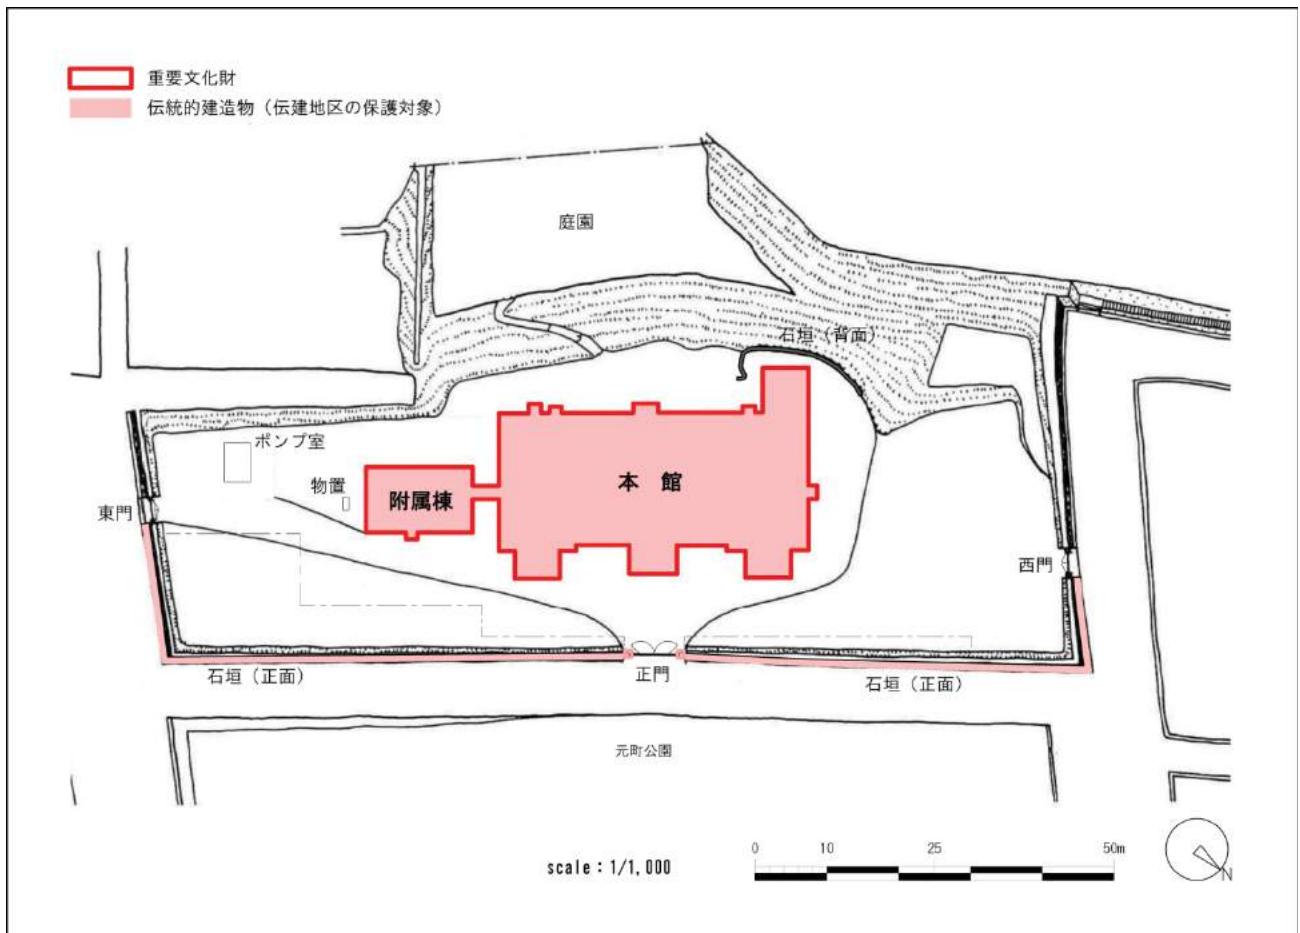 重要文化財
伝統的建造物（伝建地区の保護対象）
庭園
石垣（背面）
ポンプ室
物置
附属棟
本 館
東門
西門
石垣（正面）
正門
石垣（正面）
元町公園
scale：1/1,000
0 10 25 50m
N